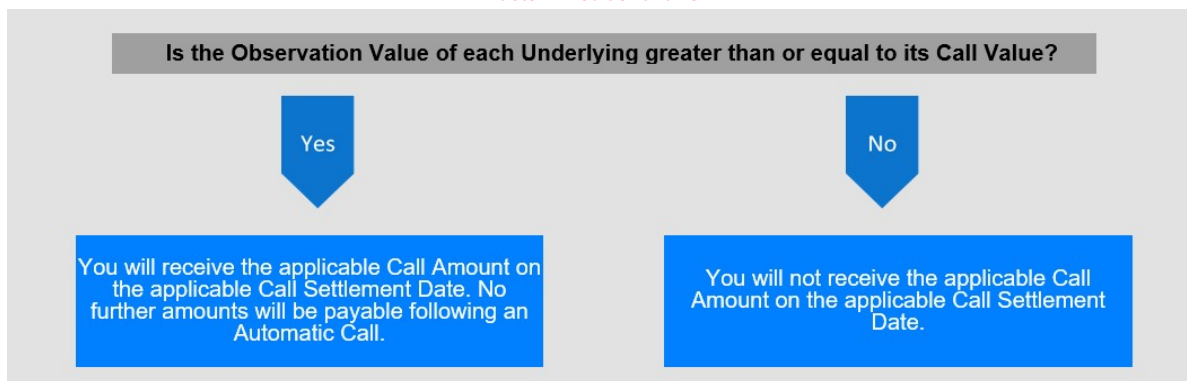 Is the Observation Value of each Underlying greater than or equal to its Call Value?
Yes
No
You will receive the applicable Call Amount on
the applicable Call Settlement Date. No
further amounts will be payable following an
Automatic Call.
You will not receive the applicable Call
Amount on the applicable Call Settlement
Date.